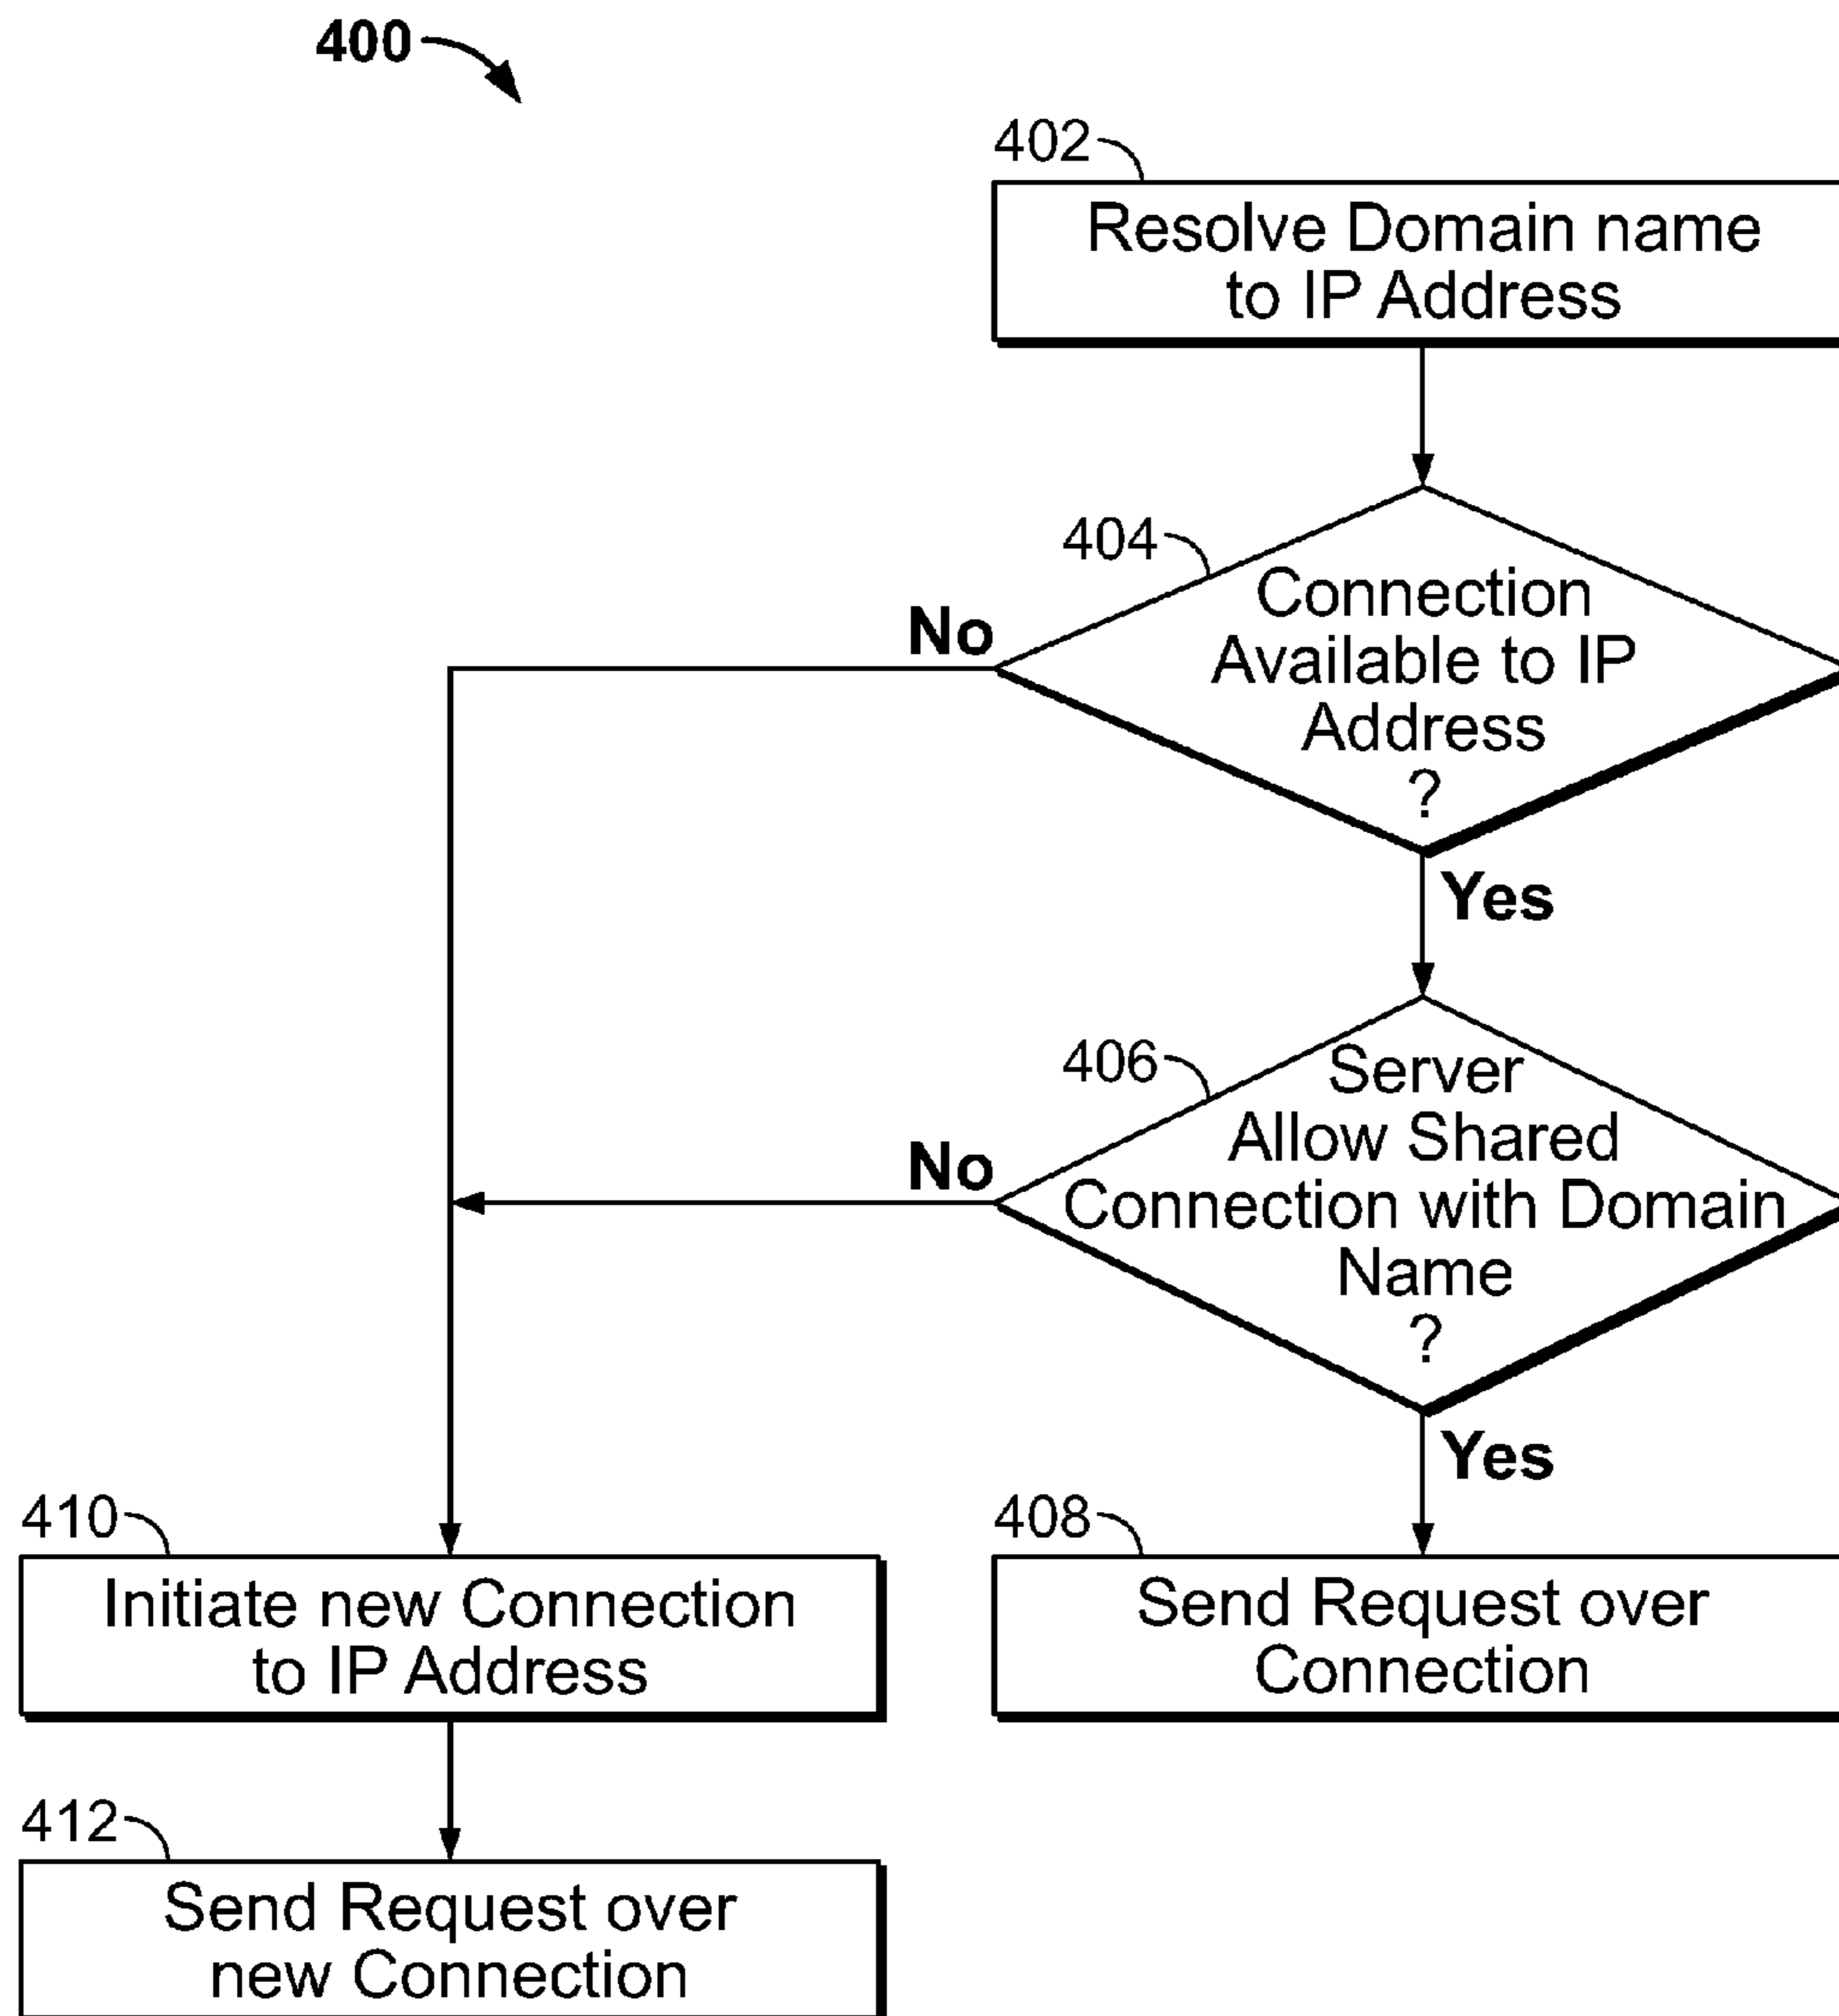 400
402
Resolve Domain name
to IP Address
404
Connection
Available to IP
Address
?
No
Yes
406
Server
Allow Shared
Connection with Domain
Name
?
No
Yes
410
Initiate new Connection
to IP Address
408
Send Request over
Connection
412
Send Request over
new Connection